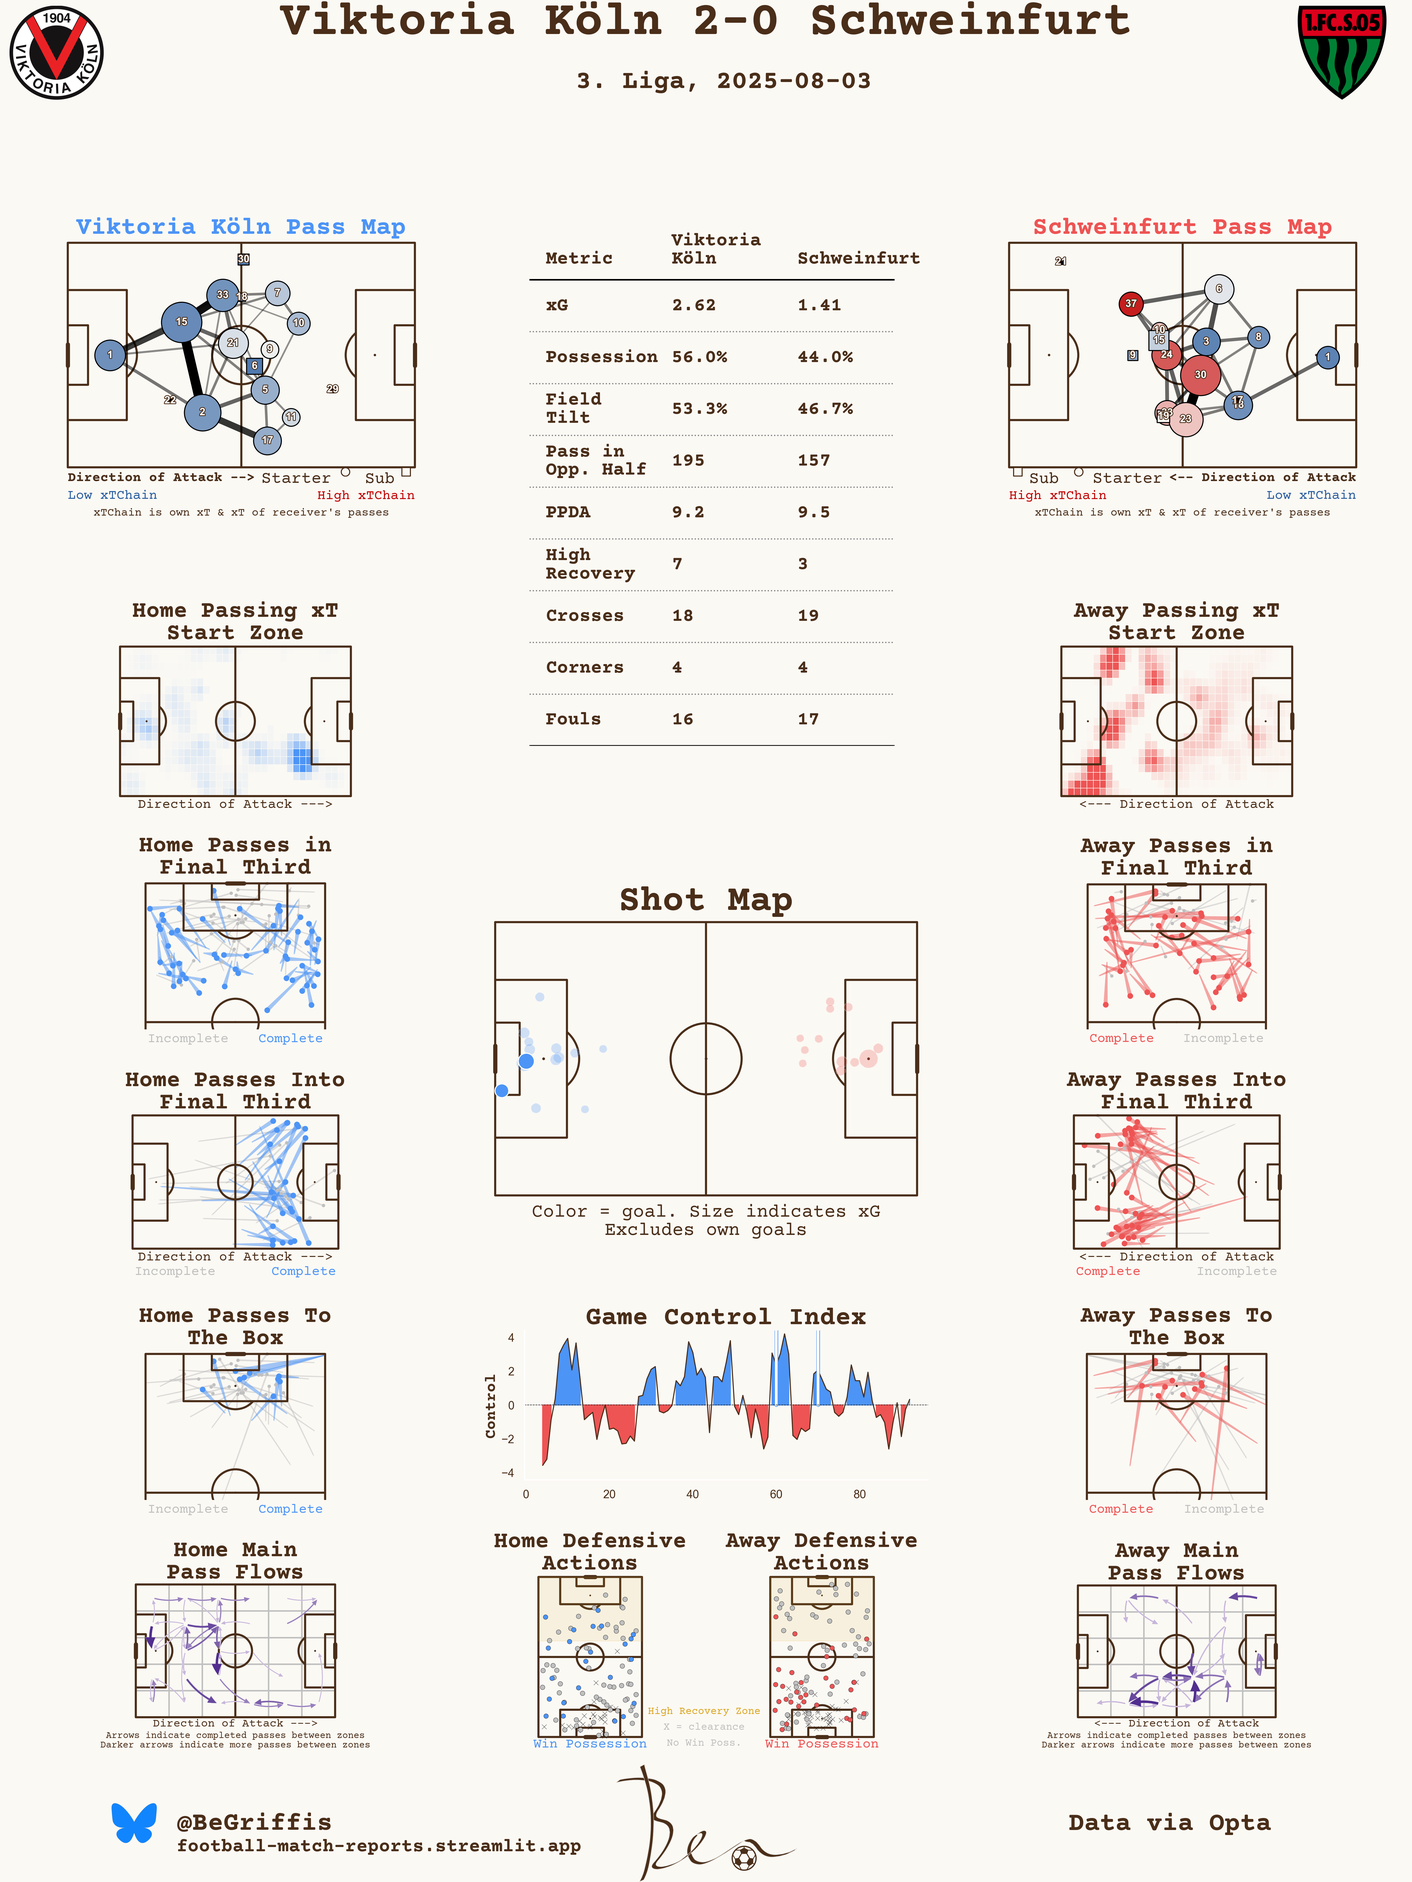 Viktoria Köln 2-0 Schweinfurt
3. Liga, 2025-08-03
1904
VIKTORIA KÖLN
1.FC.S.05
Viktoria Köln Pass Map
30
33
18
7
15
10
21
9
1
6
5
29
22
2
11
17
Direction of Attack --> Starter Sub
Low xTChain High xTChain
xTChain is own xT & xT of receiver's passes
Metric Viktoria Köln Schweinfurt
xG 2.62 1.41
Possession 56.0% 44.0%
Field Tilt 53.3% 46.7%
Pass in Opp. Half 195 157
PPDA 9.2 9.5
High Recovery 7 3
Crosses 18 19
Corners 4 4
Fouls 16 17
Schweinfurt Pass Map
21
6
37
10
15
3
8
9
24
1
30
17
18
19
23
Sub Starter <-- Direction of Attack
High xTChain Low xTChain
xTChain is own xT & xT of receiver's passes
Home Passing xT
Start Zone
Direction of Attack --->
Away Passing xT
Start Zone
<--- Direction of Attack
Home Passes in
Final Third
Incomplete Complete
Away Passes in
Final Third
Complete Incomplete
Shot Map
Color = goal. Size indicates xG
Excludes own goals
Home Passes Into
Final Third
Direction of Attack --->
Incomplete Complete
Away Passes Into
Final Third
<--- Direction of Attack
Complete Incomplete
Game Control Index
Control
4
2
0
−2
−4
0 20 40 60 80
Home Passes To
The Box
Incomplete Complete
Away Passes To
The Box
Complete Incomplete
Home Main
Pass Flows
Direction of Attack --->
Arrows indicate completed passes between zones
Darker arrows indicate more passes between zones
Home Defensive
Actions
Win Possession
Away Defensive
Actions
Win Possession
High Recovery Zone
X = clearance
No Win Poss.
Away Main
Pass Flows
<--- Direction of Attack
Arrows indicate completed passes between zones
Darker arrows indicate more passes between zones
@BeGriffis
football-match-reports.streamlit.app
Ben
Data via Opta